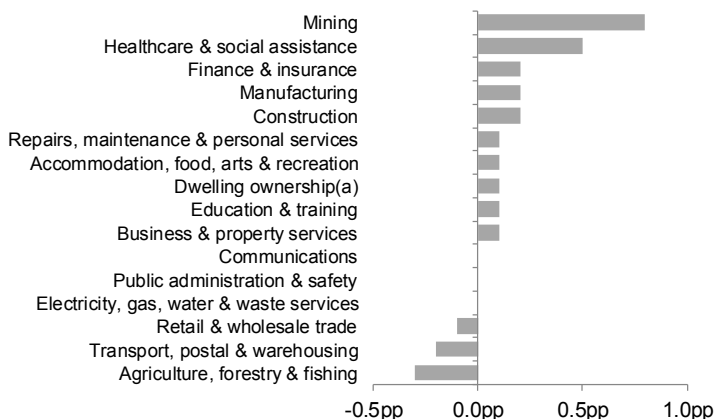 Mining
Healthcare & social assistance
Finance & insurance
Manufacturing
Construction
Repairs, maintenance & personal services
Accommodation, food, arts & recreation
Dwelling ownership(a)
Education & training
Business & property services
Communications
Public administration & safety
Electricity, gas, water & waste services
Retail & wholesale trade
Transport, postal & warehousing
Agriculture, forestry & fishing
-0.5pp 0.0pp 0.5pp 1.0pp